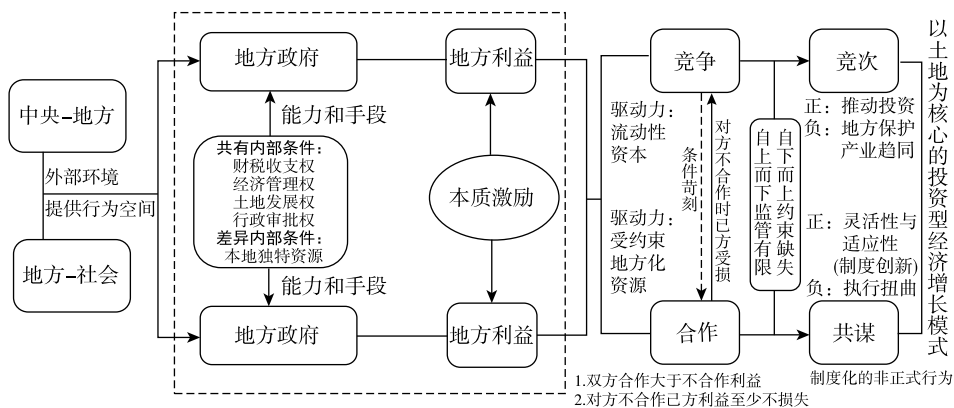 中央-地方
外部环境
提供行为空间
地方-社会
地方政府
能力和手段
共有内部条件：
财税收支权
经济管理权
土地发展权
行政审批权
差异内部条件：
本地独特资源
能力和手段
地方政府
地方利益
本质激励
地方利益
竞争
驱动力：
流动性
资本
条件苛刻
对方不合作时己方受损
驱动力：
受约束
地方化
资源
合作
1.双方合作大于不合作利益
2.对方不合作己方利益至少不损失
自下而上约束缺失
自上而下监管有限
竞次
正：推动投资
负：地方保护
产业趋同
正：灵活性与
适应性
(制度创新)
负：执行扭曲
共谋
制度化的非正式行为
以土地为核心的投资型经济增长模式